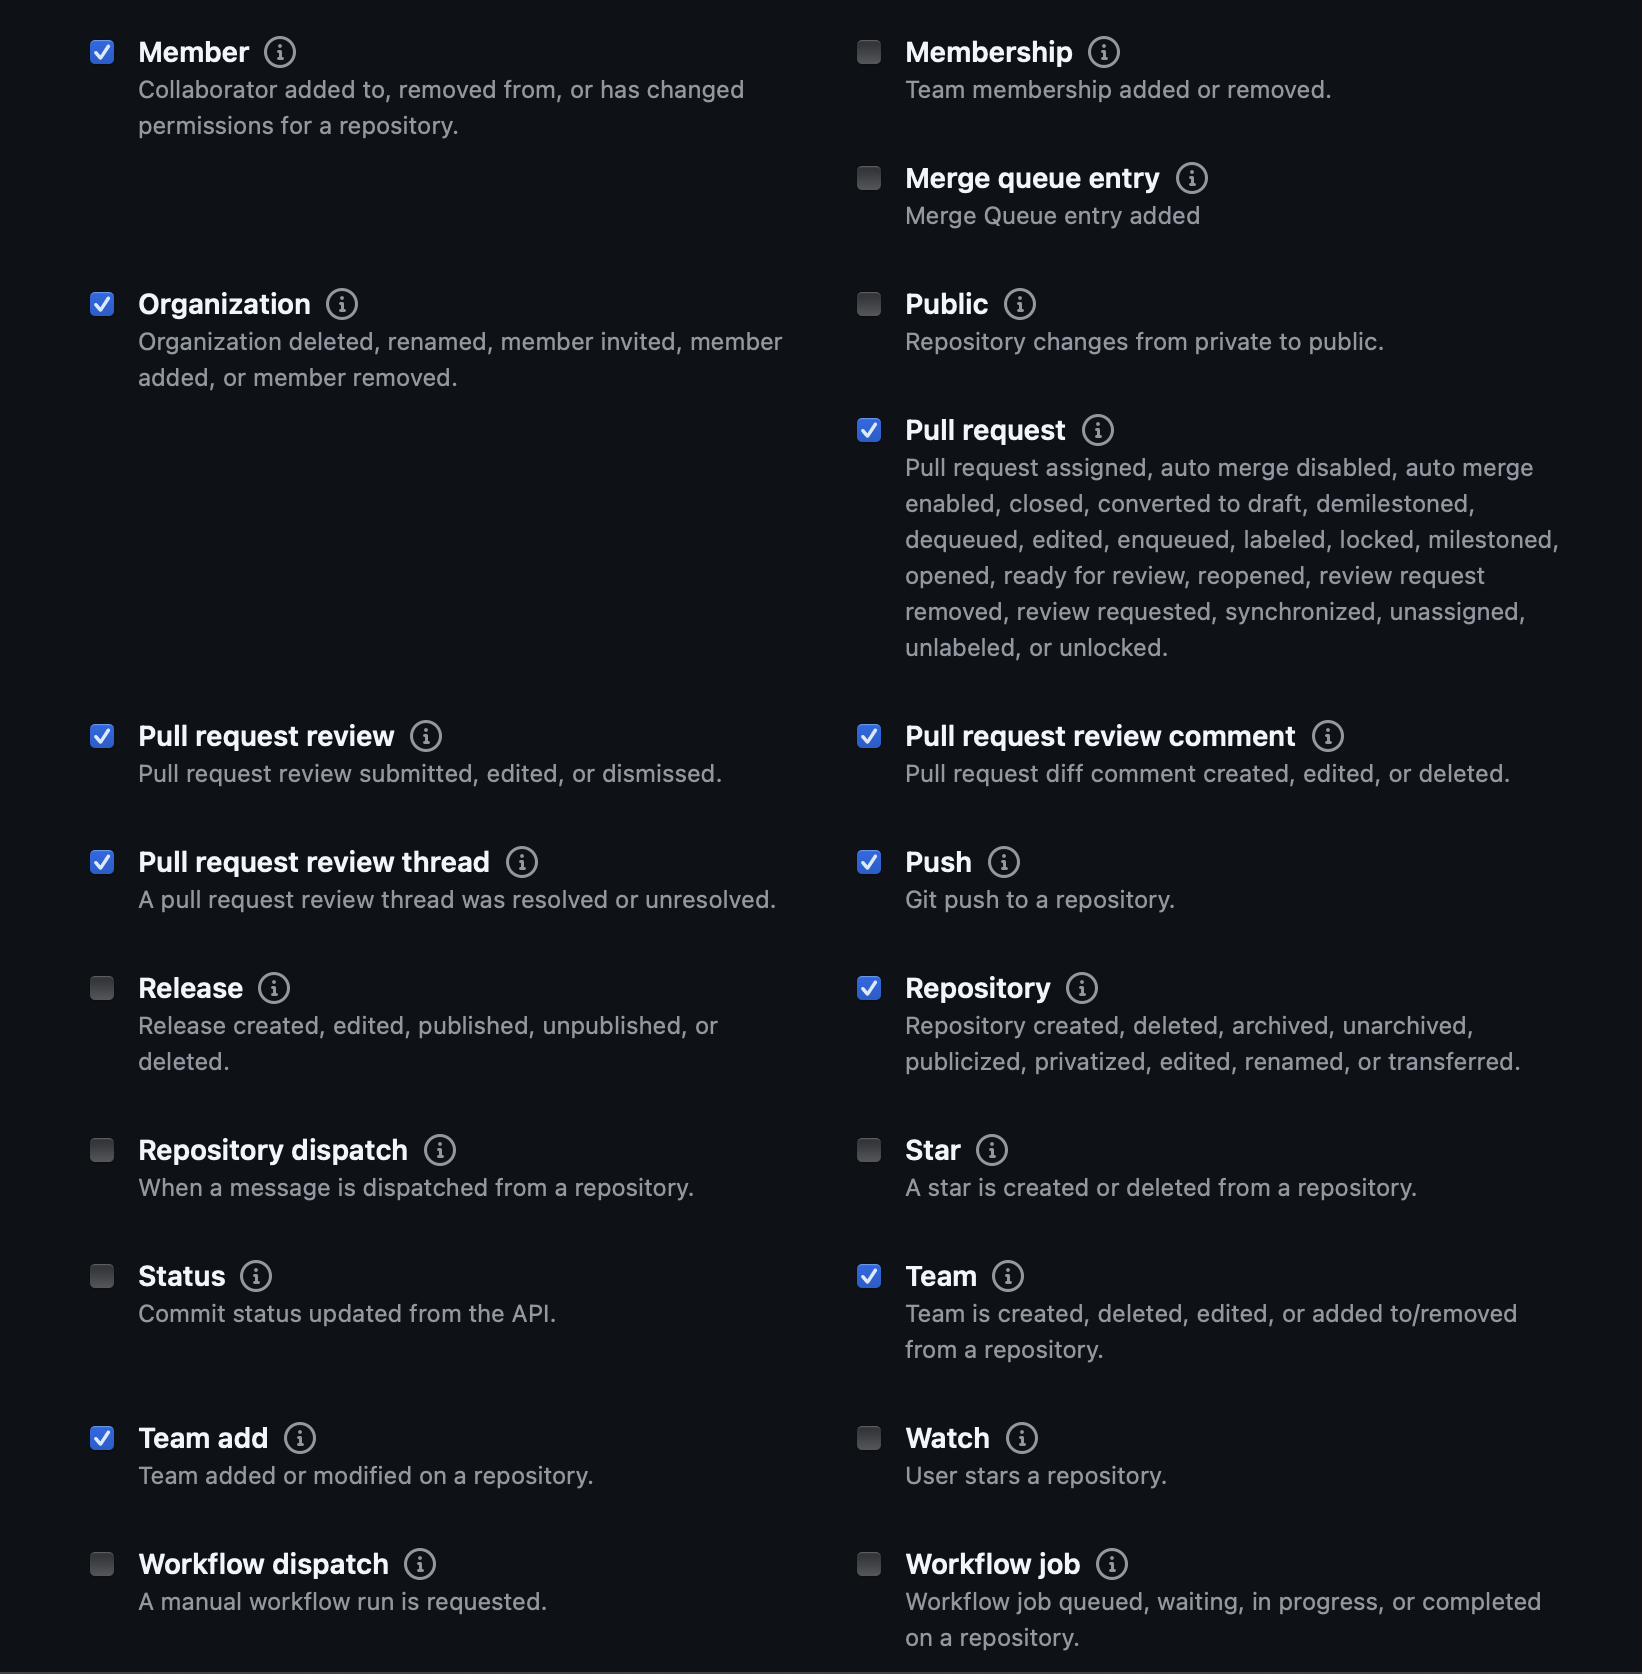 Member
Collaborator added to, removed from, or has changed
permissions for a repository.
Membership
Team membership added or removed.
Merge queue entry
Merge Queue entry added
Organization
Organization deleted, renamed, member invited, member
added, or member removed.
Public
Repository changes from private to public.
Pull request
Pull request assigned, auto merge disabled, auto merge
enabled, closed, converted to draft, demilestoned,
dequeued, edited, enqueued, labeled, locked, milestoned,
opened, ready for review, reopened, review request
removed, review requested, synchronized, unassigned,
unlabeled, or unlocked.
Pull request review
Pull request review submitted, edited, or dismissed.
Pull request review comment
Pull request diff comment created, edited, or deleted.
Pull request review thread
A pull request review thread was resolved or unresolved.
Push
Git push to a repository.
Release
Release created, edited, published, unpublished, or
deleted.
Repository
Repository created, deleted, archived, unarchived,
publicized, privatized, edited, renamed, or transferred.
Repository dispatch
When a message is dispatched from a repository.
Star
A star is created or deleted from a repository.
Status
Commit status updated from the API.
Team
Team is created, deleted, edited, or added to/removed
from a repository.
Team add
Team added or modified on a repository.
Watch
User stars a repository.
Workflow dispatch
A manual workflow run is requested.
Workflow job
Workflow job queued, waiting, in progress, or completed
on a repository.